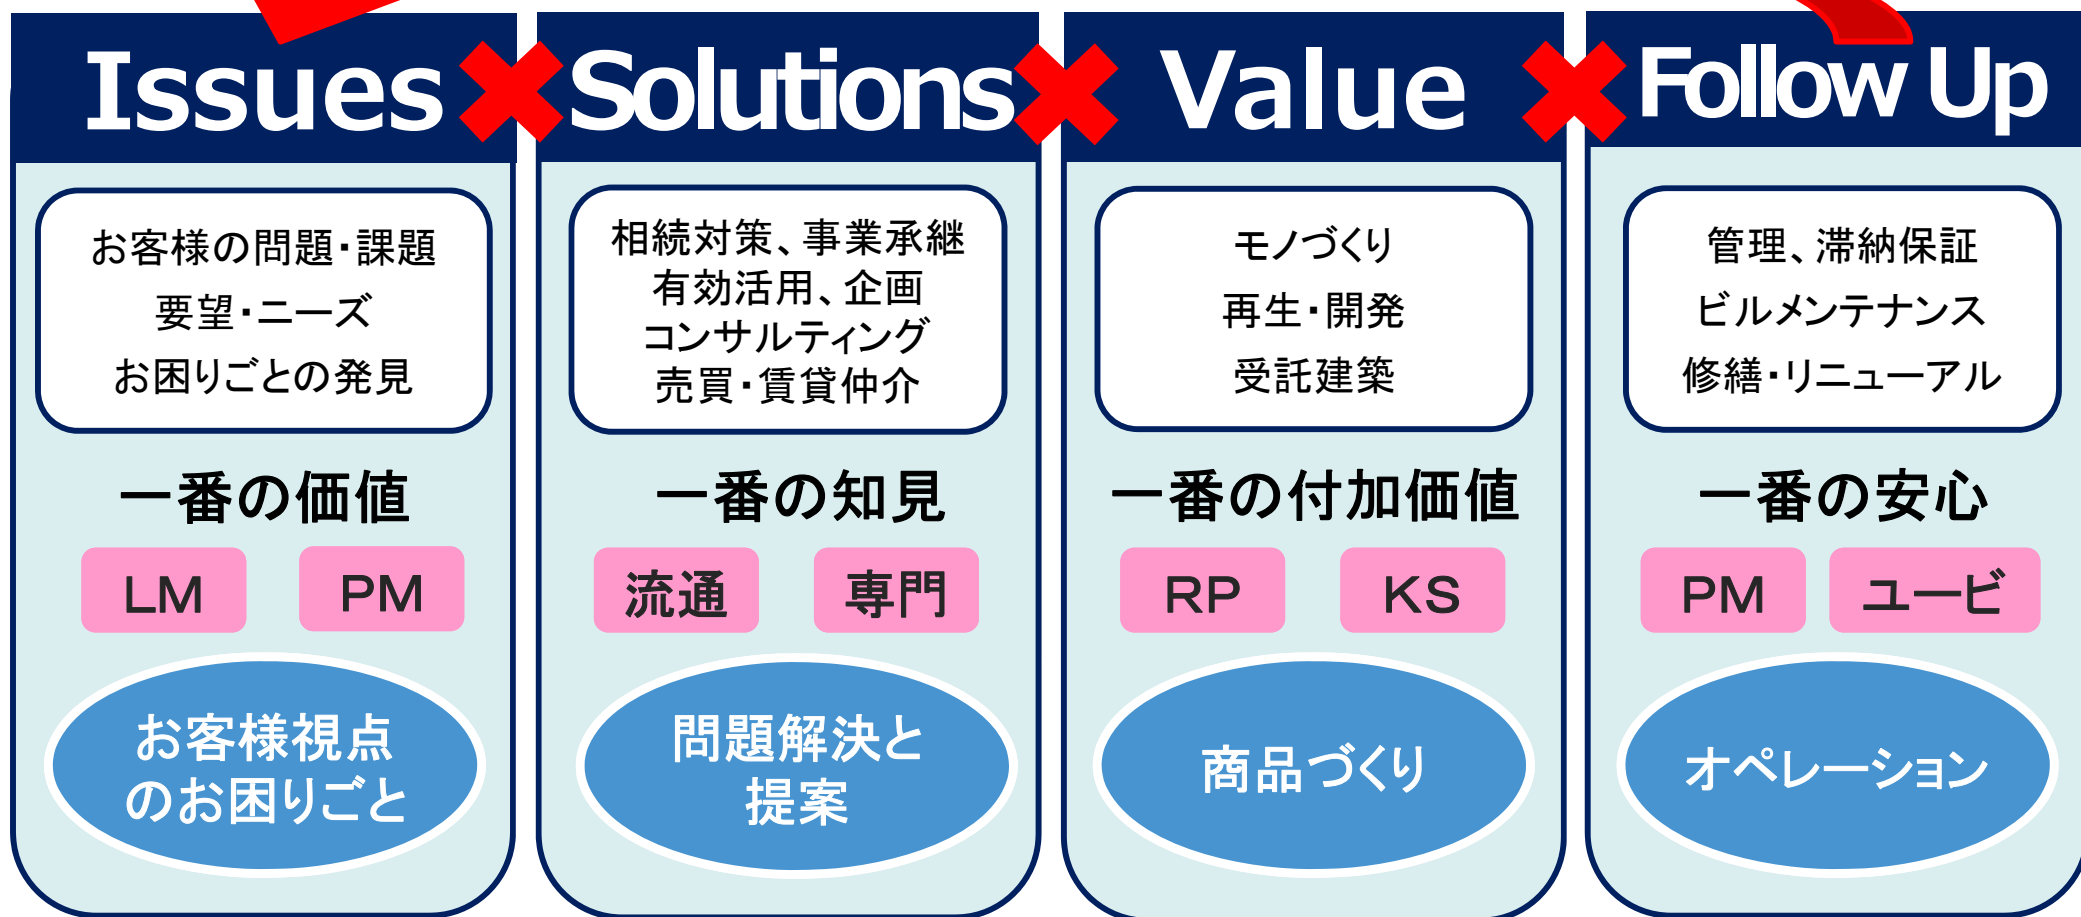 Issues
お客様の問題・課題
要望・ニーズ
お困りごとの発見
一番の価値
LM
PM
お客様視点
のお困りごと
Solutions
相続対策、事業承継
有効活用、企画
コンサルティング
売買・賃貸仲介
一番の知見
流通
専門
問題解決と
提案
Value
モノづくり
再生・開発
受託建築
一番の付加価値
RP
KS
商品づくり
Follow Up
管理、滞納保証
ビルメンテナンス
修繕・リニューアル
一番の安心
PM
ユービ
オペレーション